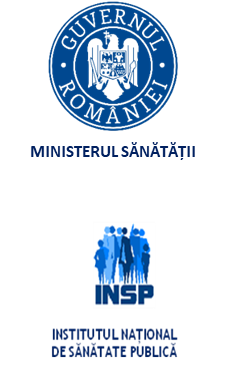 GUVERNUL
ROMÂNIEI
MINISTERUL SĂNĂTĂȚII
INSP
INSTITUTUL NAȚIONAL
DE SĂNĂTATE PUBLICĂ